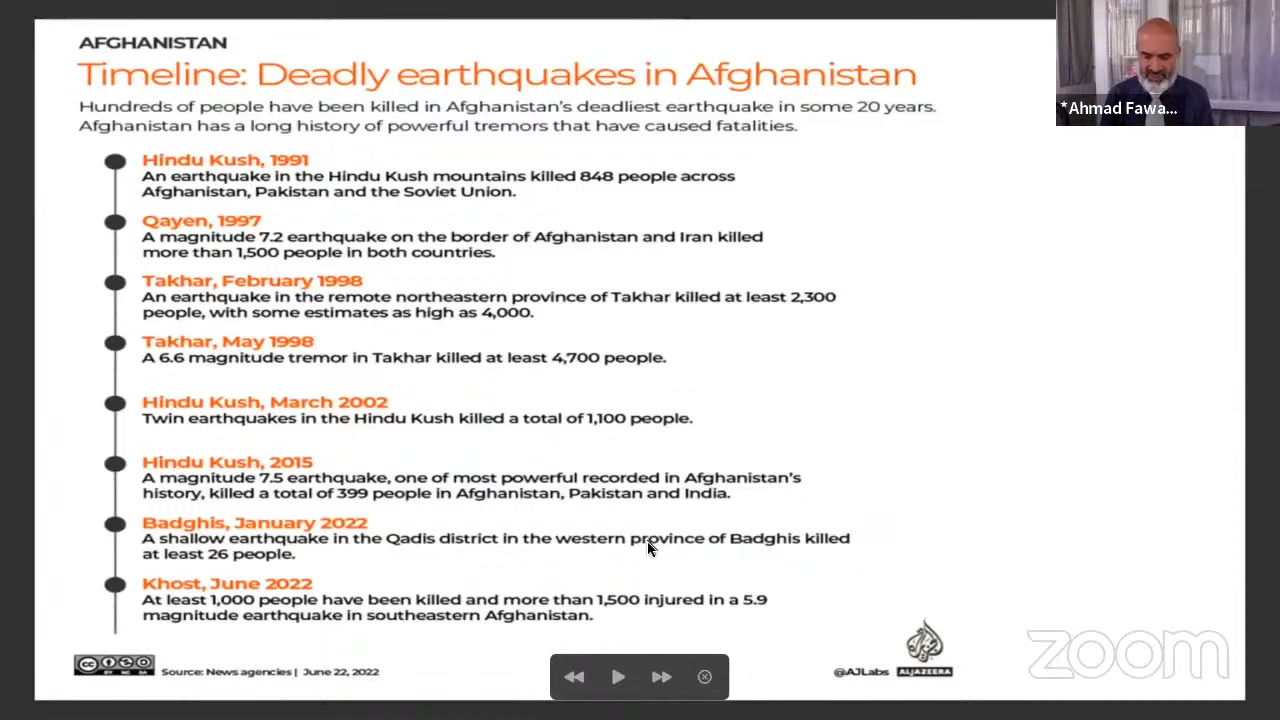 AFGHANISTAN
Timeline: Deadly earthquakes in Afghanistan
Hundreds of people have been killed in Afghanistan's deadliest earthquake in some 20 years.
Afghanistan has a long history of powerful tremors that have caused fatalities.
*Ahmad Fawa...
Hindu Kush, 1991
An earthquake in the Hindu Kush mountains killed 848 people across
Afghanistan, Pakistan and the Soviet Union.
Qayen, 1997
A magnitude 7.2 earthquake on the border of Afghanistan and Iran killed
more than 1,500 people in both countries.
Takhar, February 1998
An earthquake in the remote northeastern province of Takhar killed at least 2,300
people, with some estimates as high as 4,000.
Takhar, May 1998
A 6.6 magnitude tremor in Takhar killed at least 4,700 people.
Hindu Kush, March 2002
Twin earthquakes in the Hindu Kush killed a total of 1,100 people.
Hindu Kush, 2015
A magnitude 7.5 earthquake, one of most powerful recorded in Afghanistan's
history, killed a total of 399 people in Afghanistan, Pakistan and India.
Badghis, January 2022
A shallow earthquake in the Qadis district in the western province of Badghis killed
at least 26 people.
Khost, June 2022
At least 1,000 people have been killed and more than 1,500 injured in a 5.9
magnitude earthquake in southeastern Afghanistan.
cc
BY NC SA
Source: News agencies | June 22, 2022
@AJLabs
ALJAZEERA
zoom